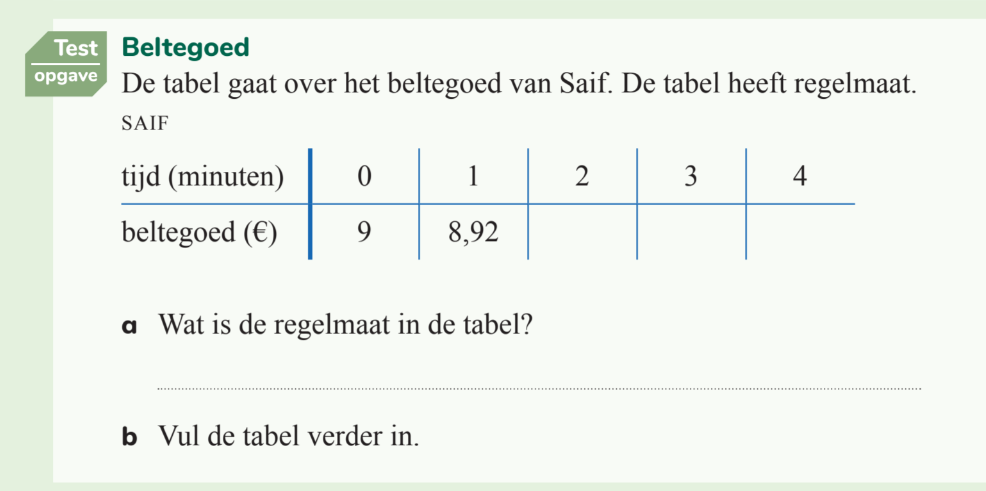 Test
opgave
Beltegoed
De tabel gaat over het beltegoed van Saif. De tabel heeft regelmaat.
SAIF
tijd (minuten) 0 1 2 3 4
beltegoed (€) 9 8,92
a Wat is de regelmaat in de tabel?
b Vul de tabel verder in.